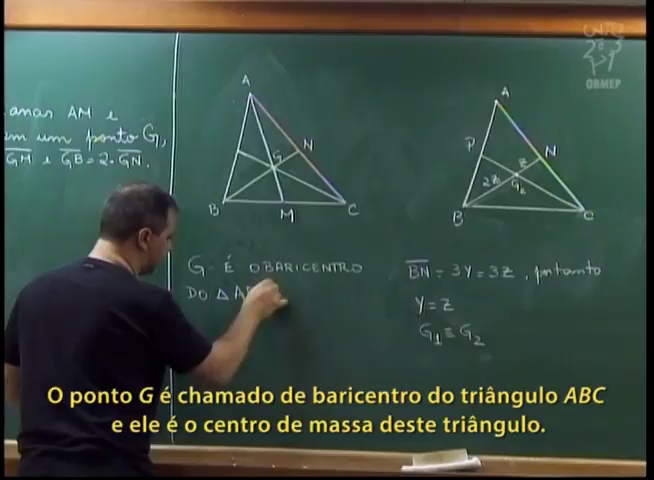 anas AM e
am um ponto G,
GM e GB = 2·GN.
A
N
G
B
M
C
G É O BARICENTRO
DO △ A
A
P
N
Z
2Z
G₂
B
C
BN = 3Y = 3Z, portanto
Y = Z
G₁ ≡ G₂
OBMEP
O ponto G é chamado de baricentro do triângulo ABC
e ele é o centro de massa deste triângulo.